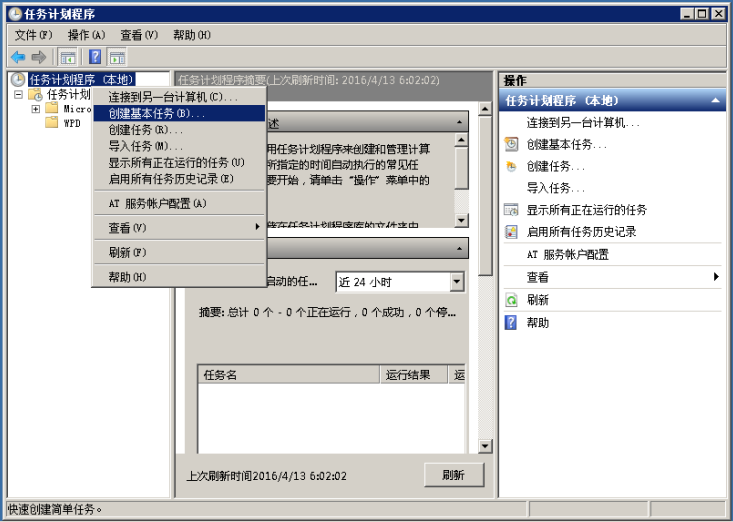 任务计划程序
文件(F) 操作(A) 查看(V) 帮助(H)
任务计划程序 (本地)
任务计划
Micro
WPD
连接到另一台计算机(C)...
创建基本任务(B)...
创建任务(R)...
导入任务(M)...
显示所有正在运行的任务(U)
启用所有任务历史记录(E)
AT 服务帐户配置(A)
查看(V)
刷新(F)
帮助(H)
任务计划程序摘要(上次刷新时间: 2016/4/13 6:02:02)
述
用任务计划程序来创建和管理计算
所指定的时间自动执行的常见任
要开始，请单击“操作”菜单中的
储在任务计划程序库的文件夹中
启动的任... 近 24 小时
摘要: 总计 0 个 - 0 个正在运行，0 个成功，0 个停...
任务名 运行结果 运
上次刷新时间2016/4/13 6:02:02 刷新
操作
任务计划程序 (本地)
连接到另一台计算机...
创建基本任务...
创建任务...
导入任务...
显示所有正在运行的任务
启用所有任务历史记录
AT 服务帐户配置
查看
刷新
帮助
快速创建简单任务。